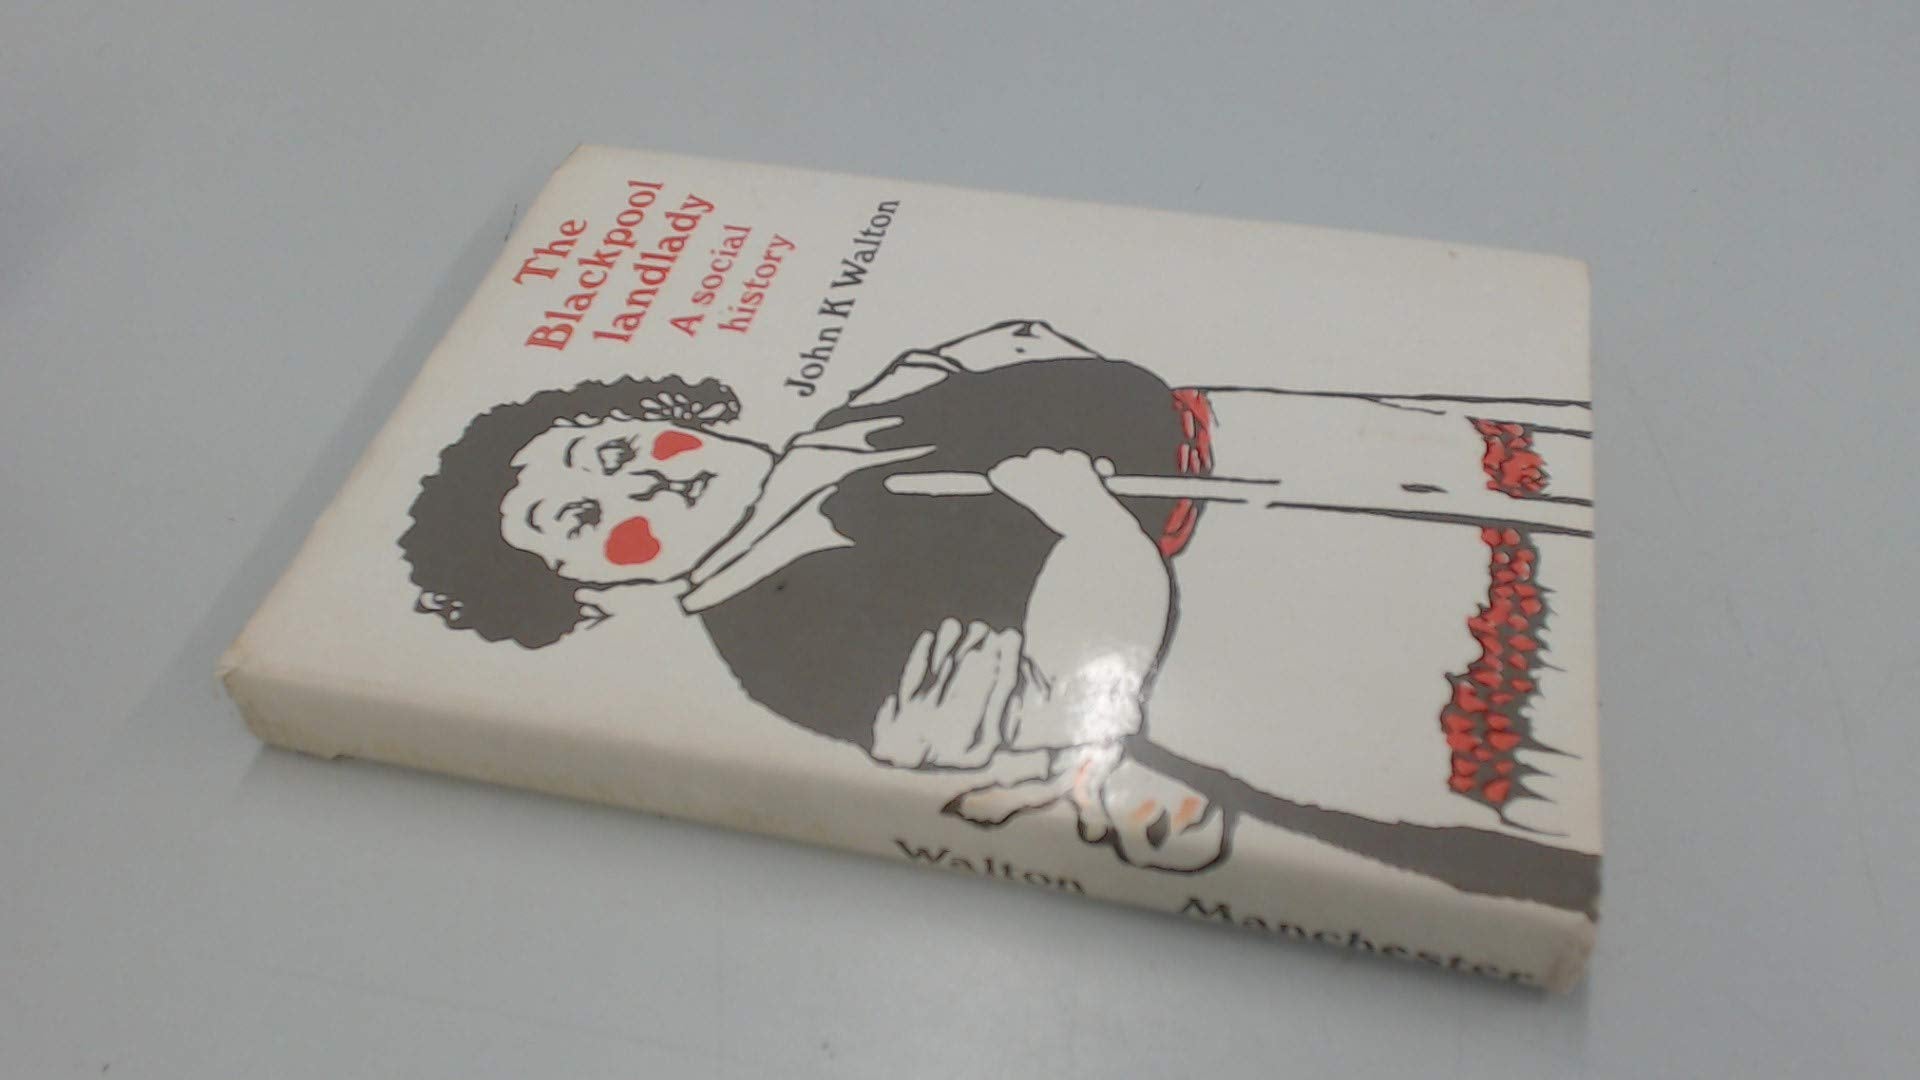 The
Blackpool
landlady
A social
history
John K Walton
Walton Manchester